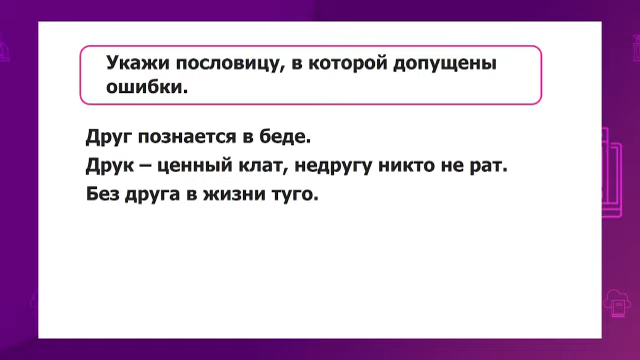 Укажи пословицу, в которой допущены
ошибки.
Друг познается в беде.
Друк – ценный клат, недругу никто не рат.
Без друга в жизни туго.